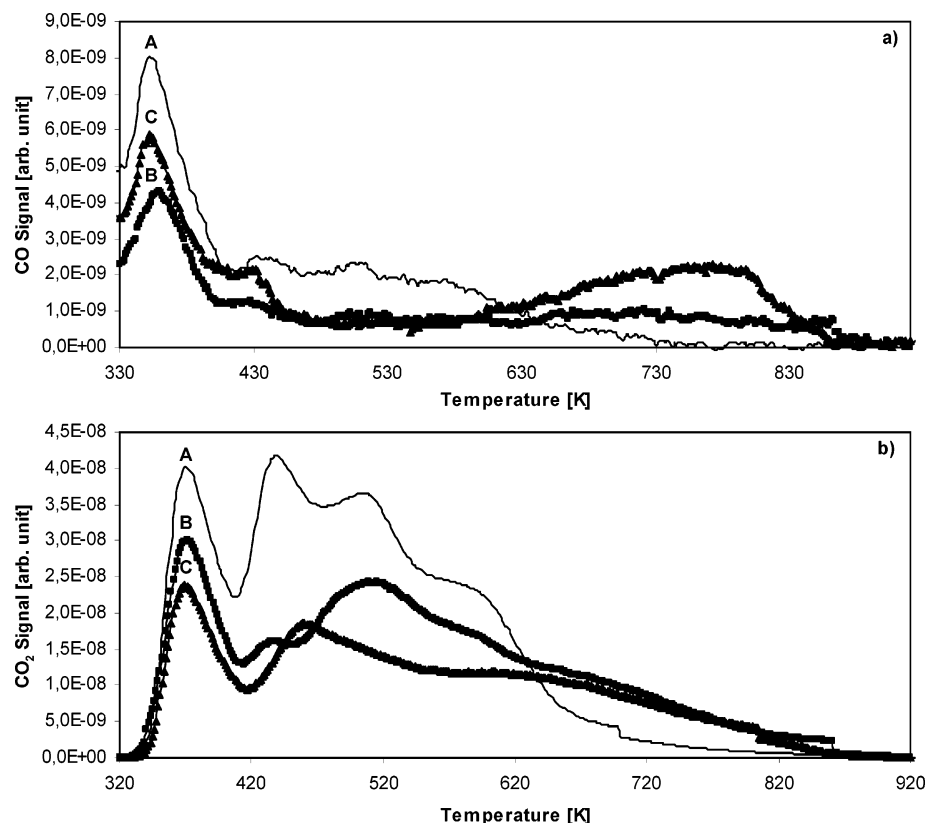 9,0E-09
8,0E-09
7,0E-09
6,0E-09
5,0E-09
4,0E-09
3,0E-09
2,0E-09
1,0E-09
0,0E+00
CO Signal [arb. unit]
A
C
B
a)
330 430 530 630 730 830
Temperature [K]
4,5E-08
4,0E-08
3,5E-08
3,0E-08
2,5E-08
2,0E-08
1,5E-08
1,0E-08
5,0E-09
0,0E+00
CO₂ Signal [arb. unit]
A
B
C
b)
320 420 520 620 720 820 920
Temperature [K]